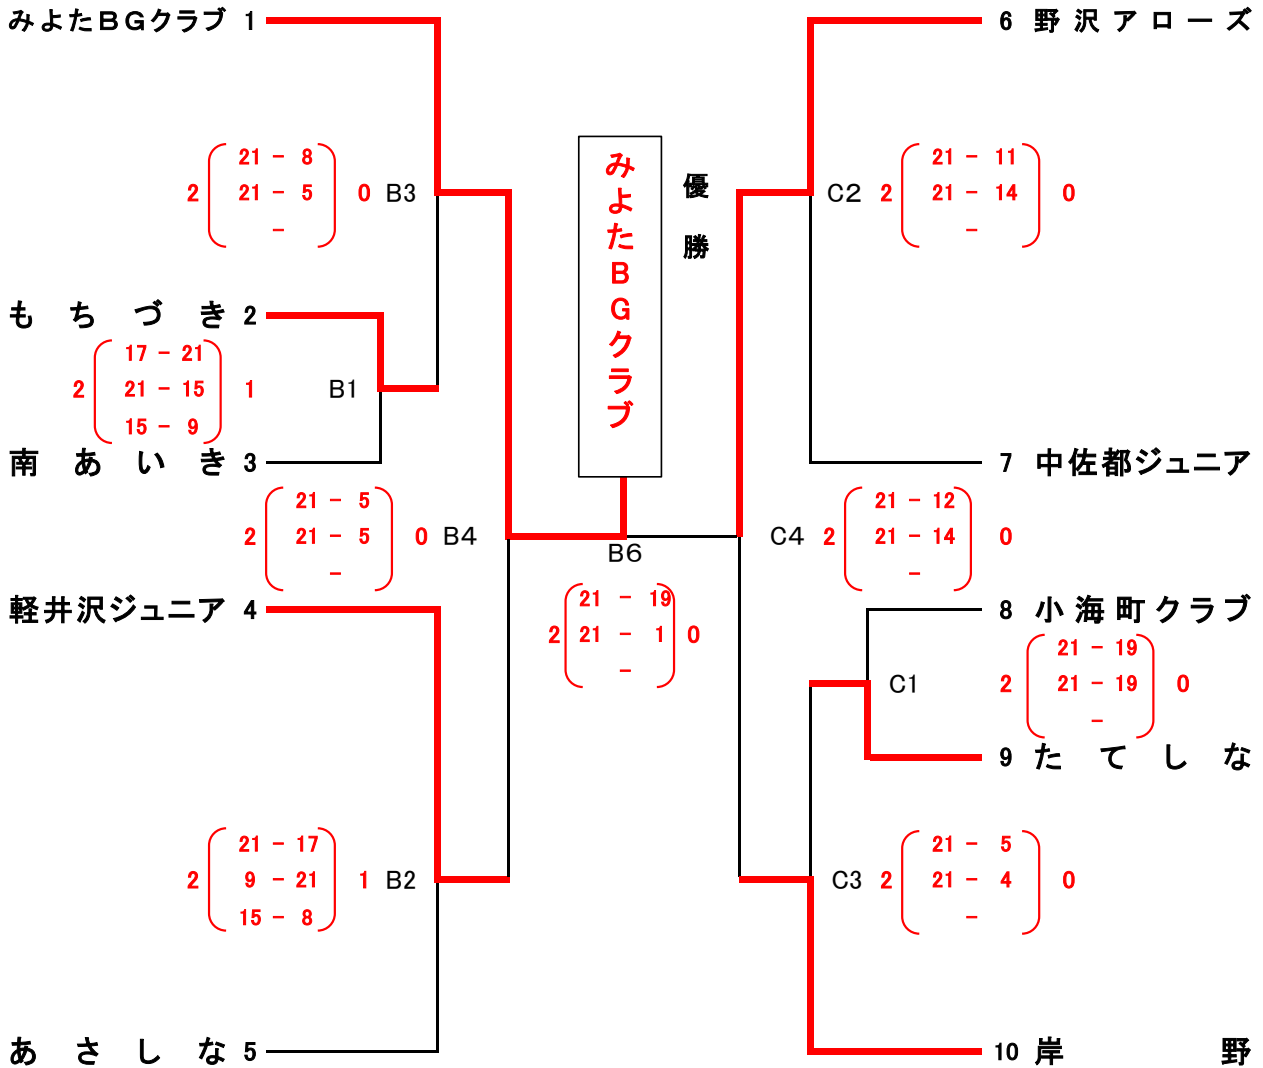 みよたBGクラブ 1
6 野沢アローズ
21 - 8
2 21 - 5 0 B3
-
みよたBGクラブ
優勝
21 - 11
C2 2 21 - 14 0
-
もちづき 2
17 - 21
2 21 - 15 1 B1
15 - 9
南あいき 3
7 中佐都ジュニア
21 - 5
2 21 - 5 0 B4
-
B6
21 - 19
2 21 - 1 0
-
21 - 12
C4 2 21 - 14 0
-
軽井沢ジュニア 4
8 小海町クラブ
21 - 19
C1 2 21 - 19 0
-
9 たてしな
21 - 17
2 9 - 21 1 B2
15 - 8
21 - 5
C3 2 21 - 4 0
-
あさしな 5
10 岸野